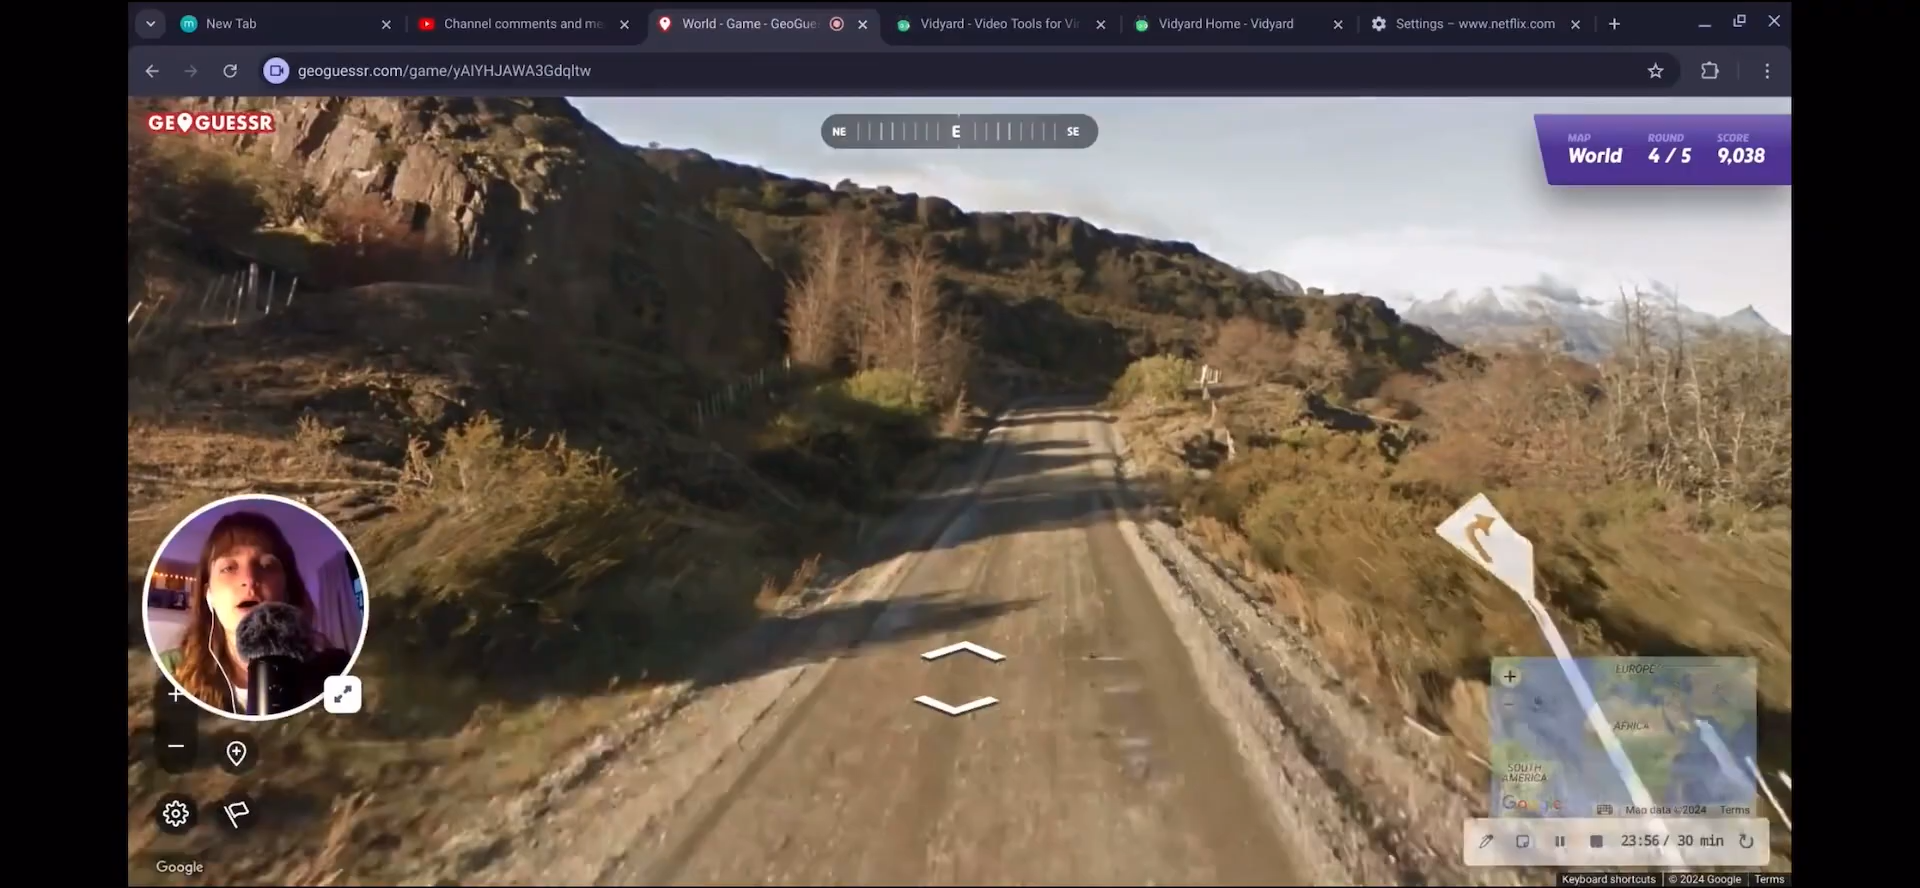 New Tab
Channel comments and me
World - Game - GeoGue
Vidyard - Video Tools for Vir
Vidyard Home - Vidyard
Settings – www.netflix.com
geoguessr.com/game/yAIYHJAWA3Gdqltw
GEOGUESSR
NE E SE
MAP ROUND SCORE
World 4 / 5 9,038
EUROPE
AFRICA
SOUTH
AMERICA
Google
Map data ©2024 Terms
23:56 / 30 min
Google
Keyboard shortcuts © 2024 Google Terms